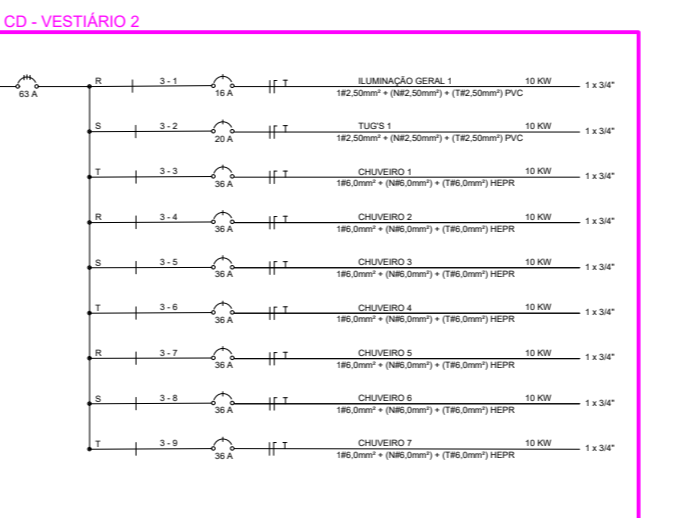 CD - VESTIÁRIO 2
63 A
R 3 - 1 16 A T ILUMINAÇÃO GERAL 1 10 KW 1 x 3/4"
1#2,50mm² + (N#2,50mm²) + (T#2,50mm²) PVC
S 3 - 2 20 A T TUG'S 1 10 KW 1 x 3/4"
1#2,50mm² + (N#2,50mm²) + (T#2,50mm²) PVC
T 3 - 3 36 A T CHUVEIRO 1 10 KW 1 x 3/4"
1#6,0mm² + (N#6,0mm²) + (T#6,0mm²) HEPR
R 3 - 4 36 A T CHUVEIRO 2 10 KW 1 x 3/4"
1#6,0mm² + (N#6,0mm²) + (T#6,0mm²) HEPR
S 3 - 5 36 A T CHUVEIRO 3 10 KW 1 x 3/4"
1#6,0mm² + (N#6,0mm²) + (T#6,0mm²) HEPR
T 3 - 6 36 A T CHUVEIRO 4 10 KW 1 x 3/4"
1#6,0mm² + (N#6,0mm²) + (T#6,0mm²) HEPR
R 3 - 7 36 A T CHUVEIRO 5 10 KW 1 x 3/4"
1#6,0mm² + (N#6,0mm²) + (T#6,0mm²) HEPR
S 3 - 8 36 A T CHUVEIRO 6 10 KW 1 x 3/4"
1#6,0mm² + (N#6,0mm²) + (T#6,0mm²) HEPR
T 3 - 9 36 A T CHUVEIRO 7 10 KW 1 x 3/4"
1#6,0mm² + (N#6,0mm²) + (T#6,0mm²) HEPR